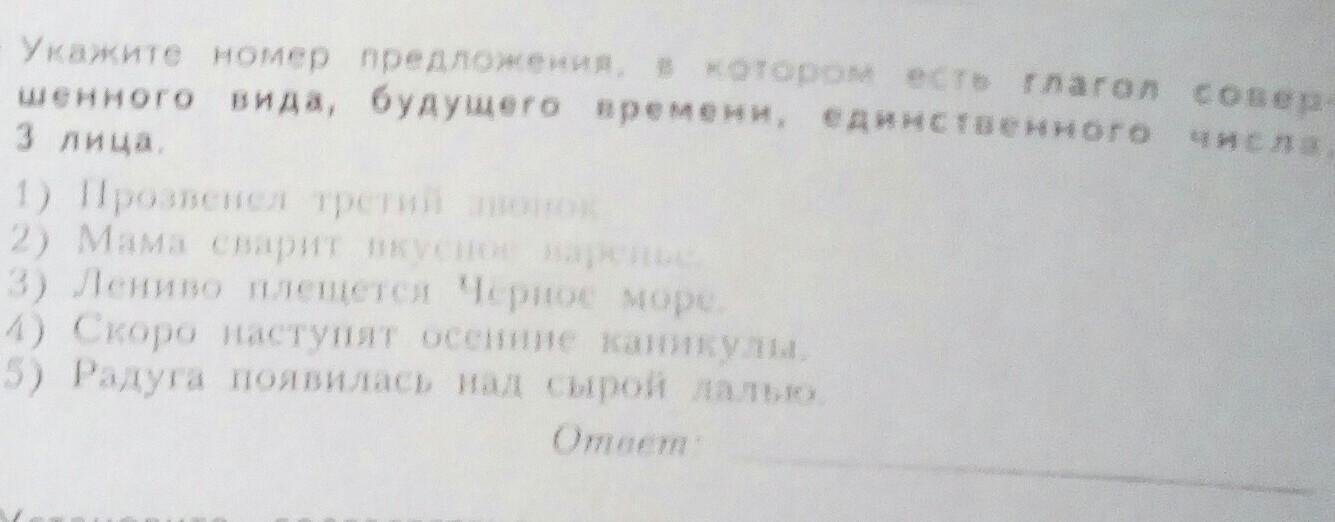 Укажите номер предложения, в котором есть глагол совер-
шенного вида, будущего времени, единственного числа,
3 лица.
1) Прозвенел третий звонок.
2) Мама сварит вкусное варенье.
3) Лениво плещется Чёрное море.
4) Скоро наступят осенние каникулы.
5) Радуга появилась над сырой далью.
Ответ: